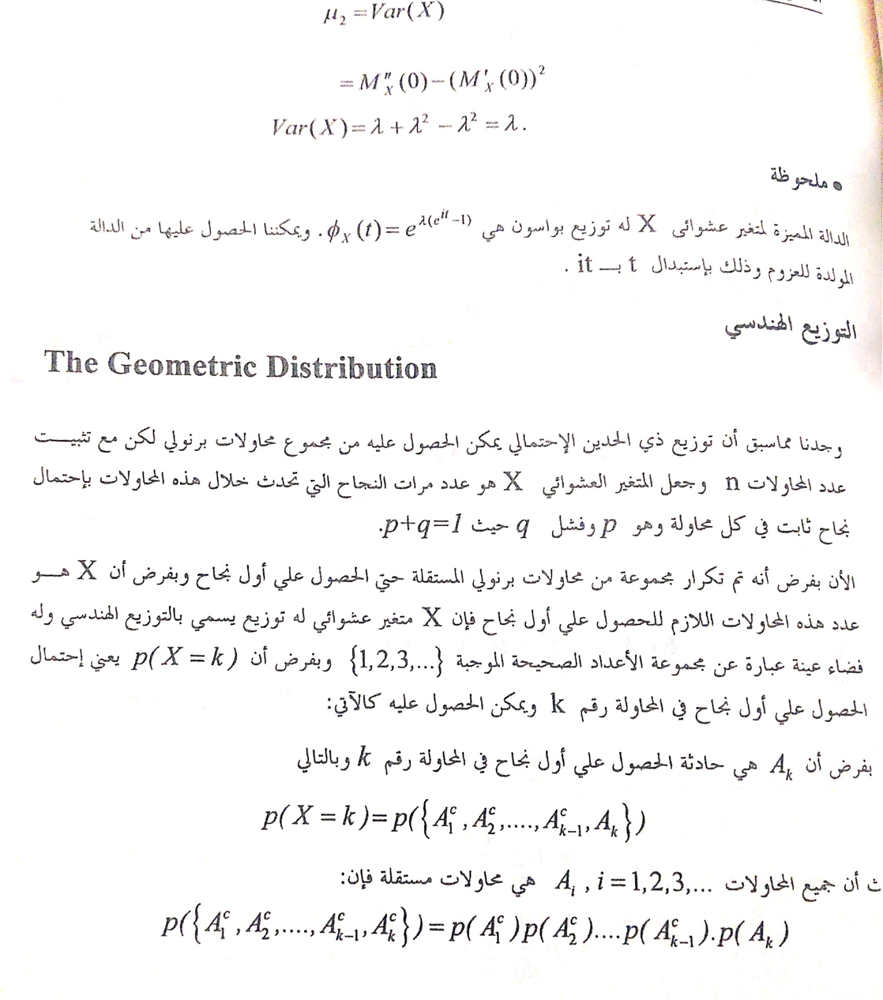 μ₂ = Var(X)
= M″_X(0) − (M′_X(0))²
Var(X) = λ + λ² − λ² = λ.
• ملحوظة
الدالة المميزة لمتغير عشوائى X له توزيع بواسون هي φ_X(t) = e^{λ(e^{it} −1)}. ويمكننا الحصول عليها من الدالة
المولدة للعزوم وذلك بإستبدال t بـ it .
التوزيع الهندسي
The Geometric Distribution
وجدنا مماسبق أن توزيع ذي الحدين الإحتمالي يمكن الحصول عليه من مجموع محاولات برنولي لكن مع تثبيت
عدد المحاولات n وجعل المتغير العشوائي X هو عدد مرات النجاح التي تحدث خلال هذه المحاولات بإحتمال
نجاح ثابت في كل محاولة وهو p وفشل q حيث p+q=1.
الأن بفرض أنه تم تكرار مجموعة من محاولات برنولي المستقلة حتي الحصول علي أول نجاح وبفرض أن X هو
عدد هذه المحاولات اللازم للحصول علي أول نجاح فإن X متغير عشوائي له توزيع يسمي بالتوزيع الهندسي وله
فضاء عينة عبارة عن مجموعة الأعداد الصحيحة الموجبة {1,2,3,...} وبفرض أن p(X = k) يعني إحتمال
الحصول علي أول نجاح في المحاولة رقم k ويمكن الحصول عليه كالآتي:
بفرض أن A_k هي حادثة الحصول علي أول نجاح في المحاولة رقم k وبالتالي
p(X = k) = p({A₁ᶜ, A₂ᶜ,...., A_{k−1}ᶜ, A_k})
ث أن جميع المحاولات A_i , i = 1,2,3,... هي محاولات مستقلة فإن:
p({A₁ᶜ, A₂ᶜ,...., A_{k−1}ᶜ, A_kᶜ}) = p(A₁ᶜ)p(A₂ᶜ)....p(A_{k−1}ᶜ).p(A_k)